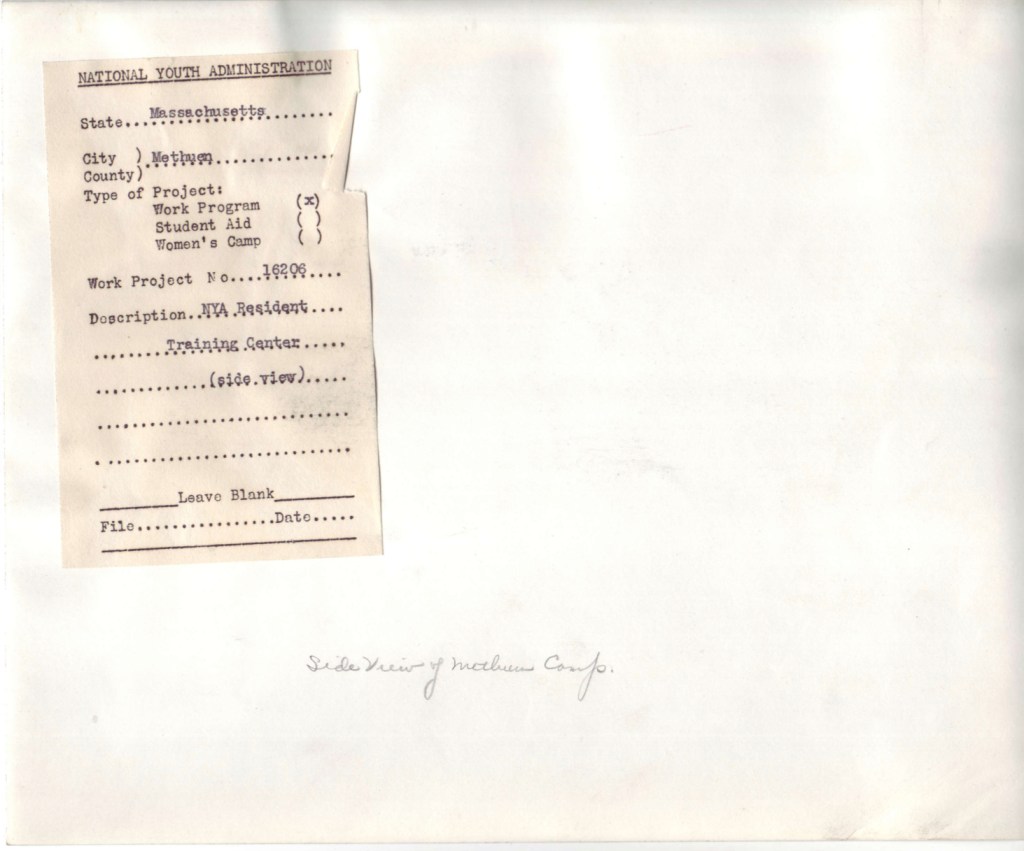 NATIONAL YOUTH ADMINISTRATION
State...Massachusetts........
City ) Methuen..............
County)
Type of Project:
Work Program (x)
Student Aid ( )
Women's Camp ( )
Work Project No....16206....
Description..NYA Resident....
........Training Center.....
............(side view).....
............................
............................
Leave Blank
File................Date.....
Side View of Methuen Camp.